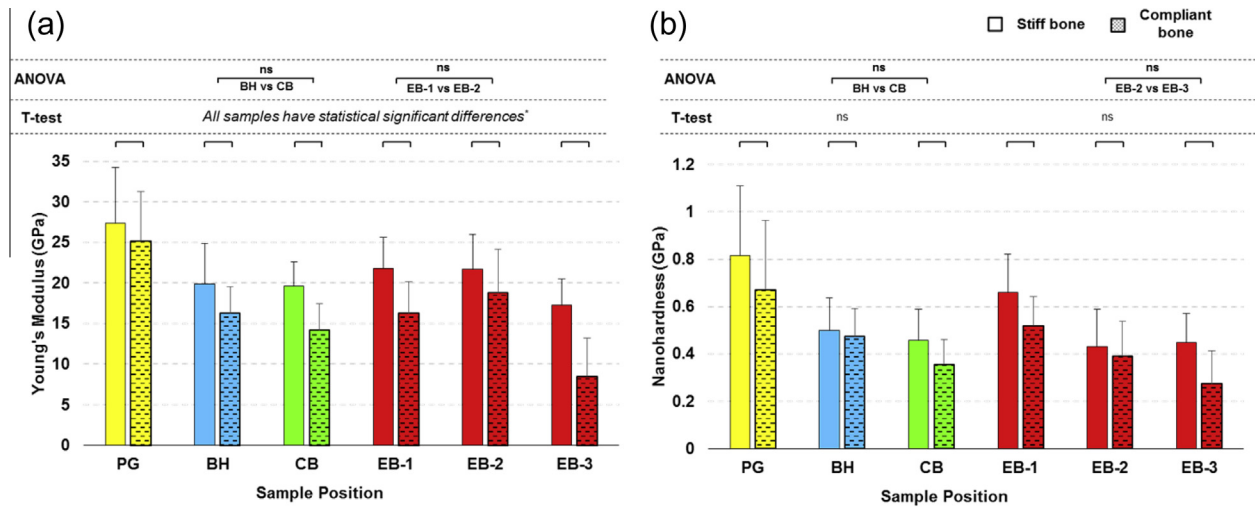 (a)
ANOVA
ns
BH vs CB
ns
EB-1 vs EB-2
T-test
All samples have statistical significant differences*
Young's Modulus (GPa)
35
30
25
20
15
10
5
0
PG BH CB EB-1 EB-2 EB-3
Sample Position
(b)
Stiff bone
Compliant
bone
ANOVA
ns
BH vs CB
ns
EB-2 vs EB-3
T-test
ns
ns
Nanohardness (GPa)
1.2
1
0.8
0.6
0.4
0.2
0
PG BH CB EB-1 EB-2 EB-3
Sample Position